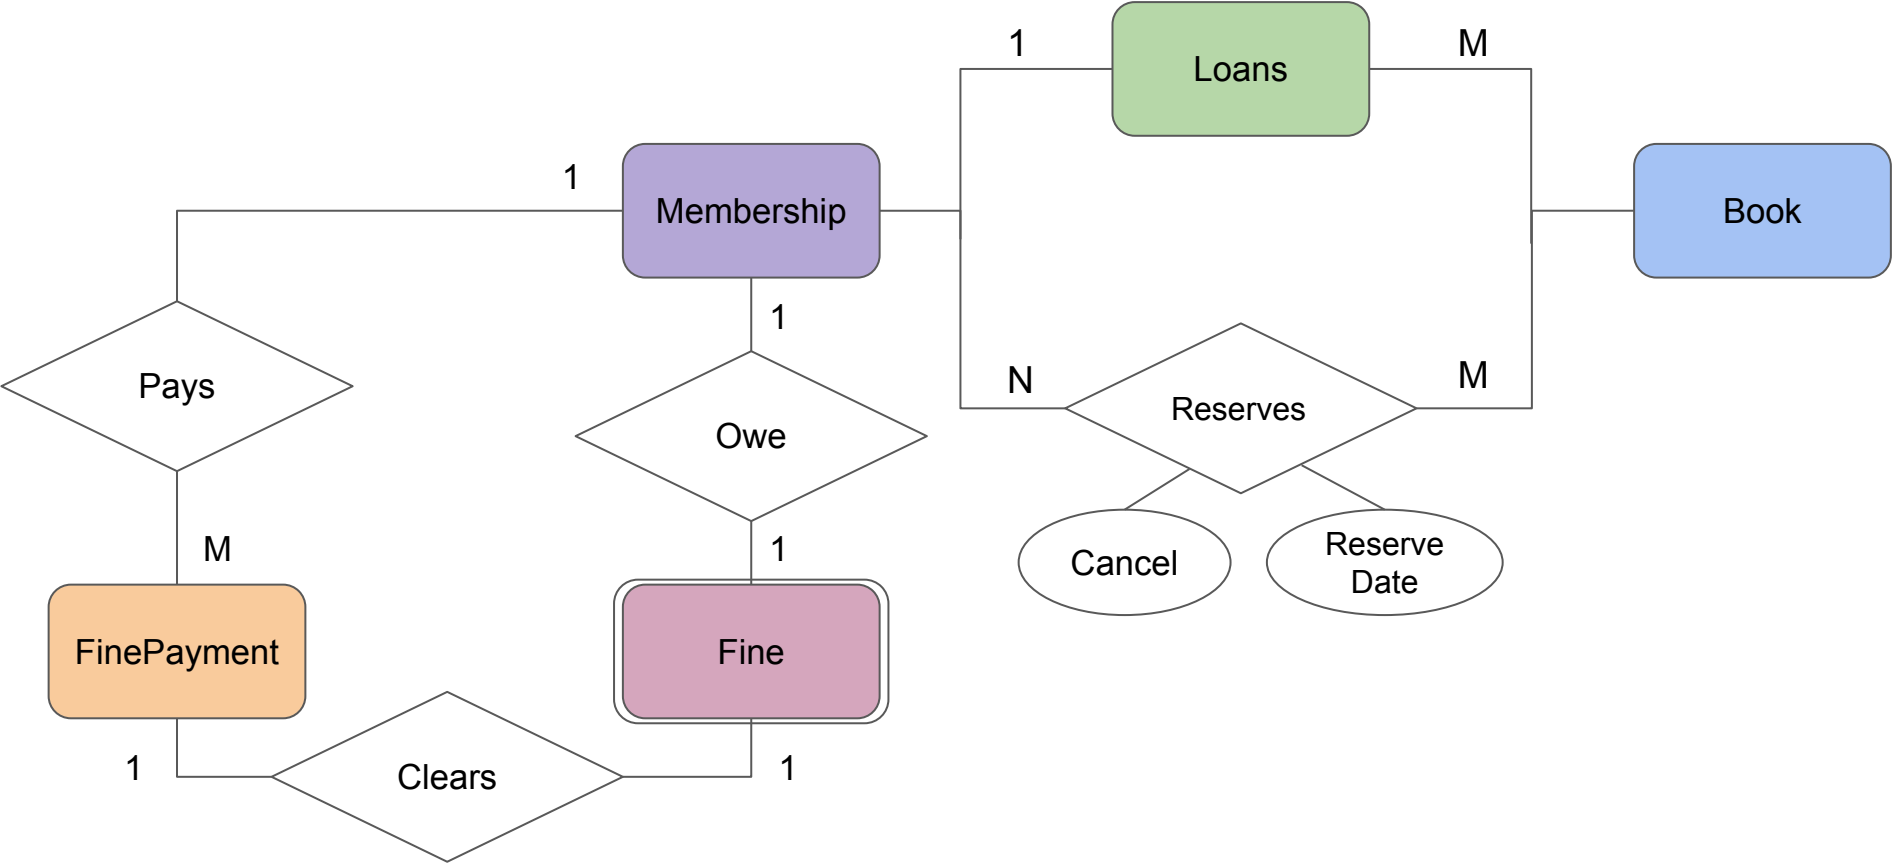 1
Loans
M
1
Membership
Book
1
Pays
N
Reserves
M
Owe
Cancel
Reserve
Date
M
1
FinePayment
Fine
1
Clears
1